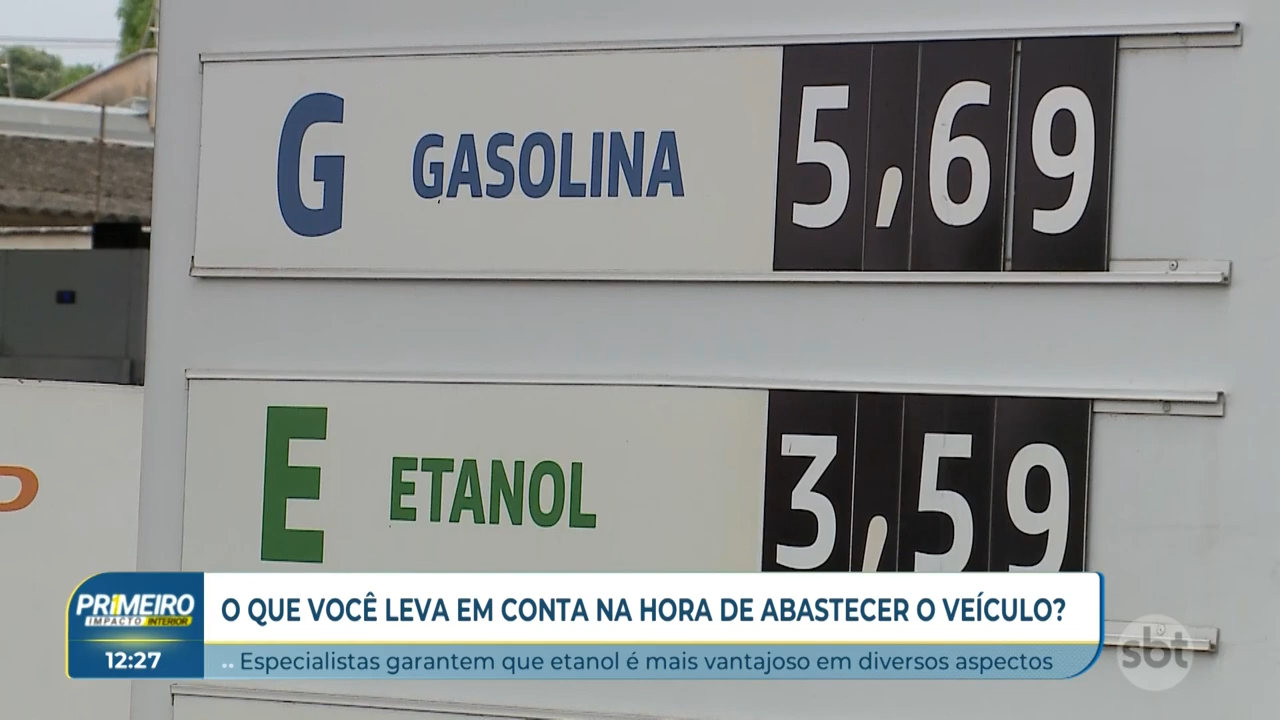 G GASOLINA 5,69
E ETANOL 3,59
PRIMEIRO
IMPACTO INTERIOR
12:27
O QUE VOCÊ LEVA EM CONTA NA HORA DE ABASTECER O VEÍCULO?
.. Especialistas garantem que etanol é mais vantajoso em diversos aspectos
sbt